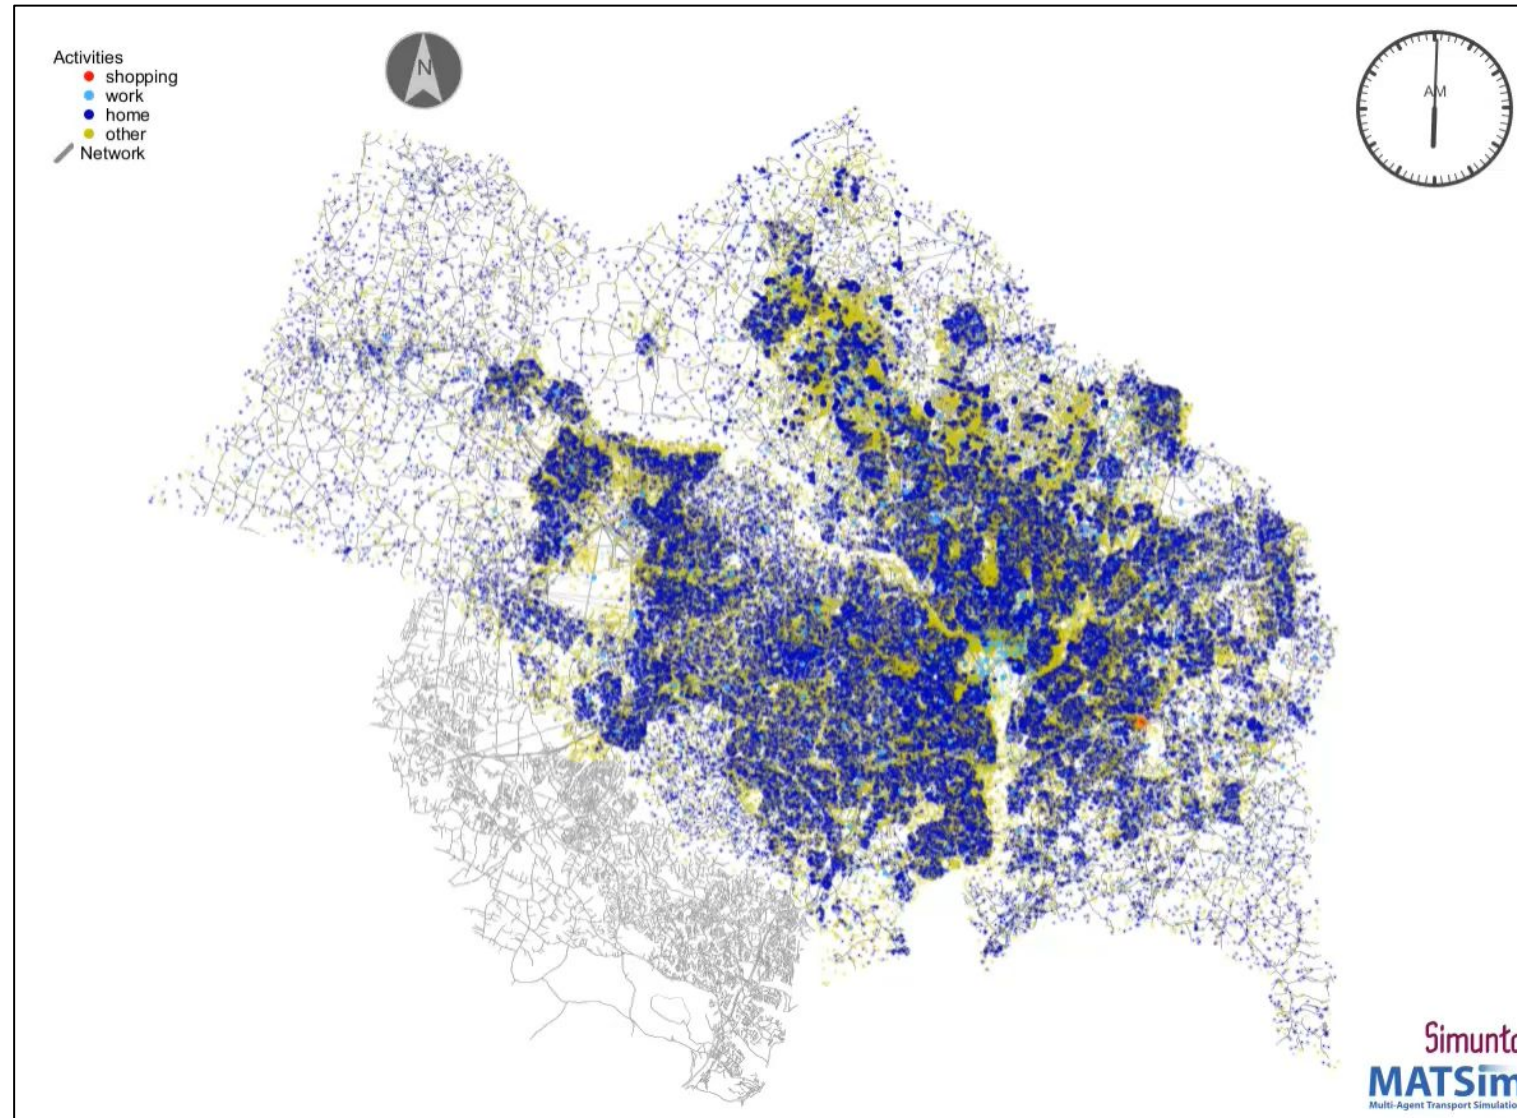 Activities
shopping
work
home
other
Network
N
AM
Simunto
MATSim
Multi-Agent Transport Simulation